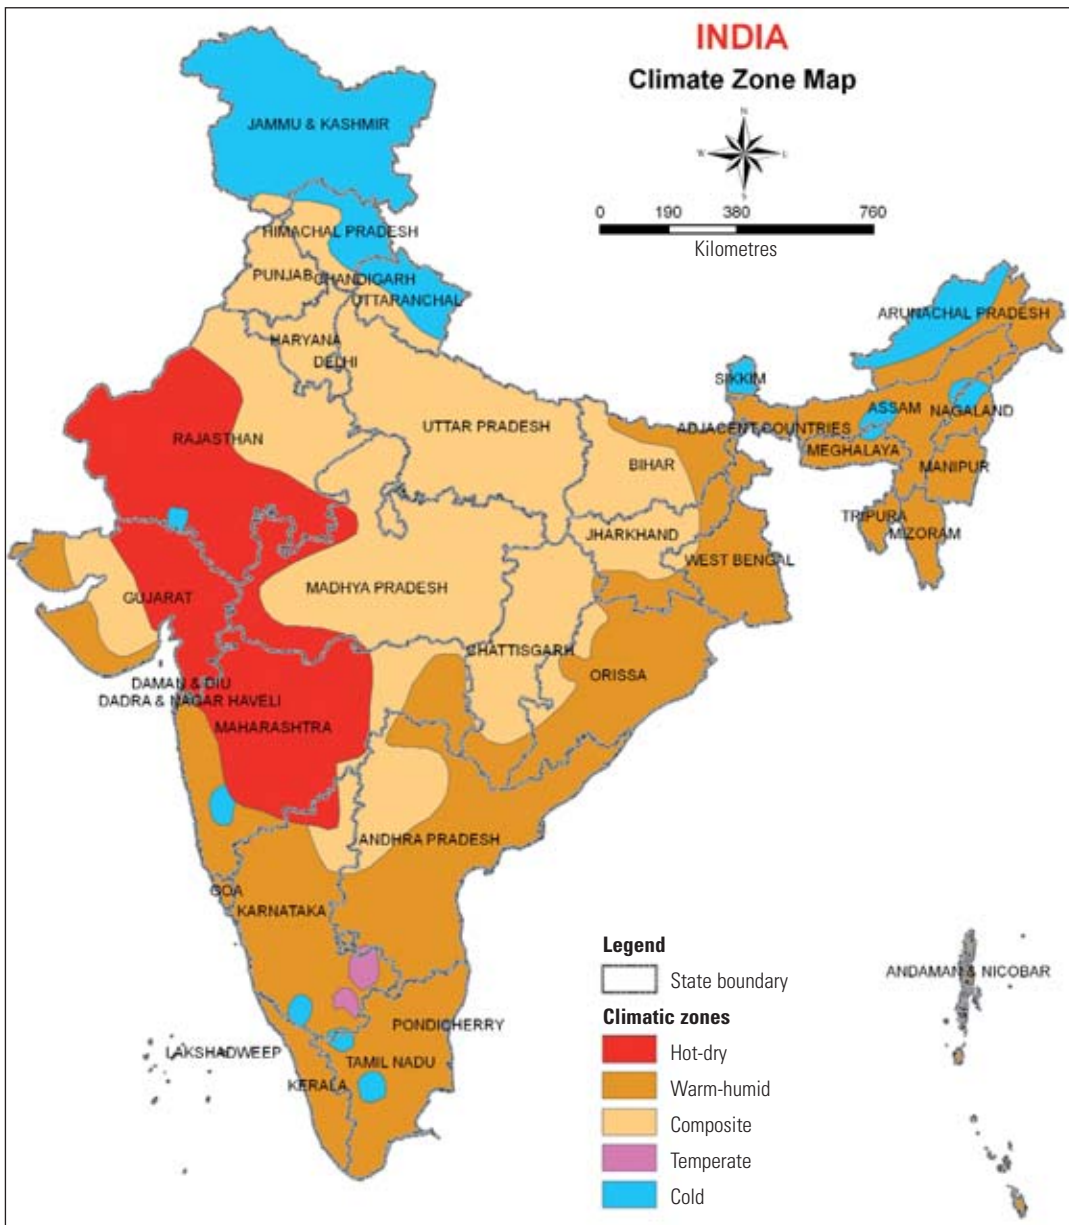 INDIA
Climate Zone Map
N
W L
S
0 190 380 760
Kilometres
JAMMU & KASHMIR
HIMACHAL PRADESH
PUNJAB
CHANDIGARH
UTTARANCHAL
HARYANA
DELHI
RAJASTHAN
UTTAR PRADESH
BIHAR
SIKKIM
ARUNACHAL PRADESH
ASSAM
NAGALAND
ADJACENT COUNTRIES
MEGHALAYA
MANIPUR
TRIPURA
MIZORAM
JHARKHAND
WEST BENGAL
GUJARAT
MADHYA PRADESH
CHATTISGARH
ORISSA
DAMAN & DIU
DADRA & NAGAR HAVELI
MAHARASHTRA
ANDHRA PRADESH
GOA
KARNATAKA
PONDICHERRY
LAKSHADWEEP
TAMIL NADU
KERALA
ANDAMAN & NICOBAR
Legend
State boundary
Climatic zones
Hot-dry
Warm-humid
Composite
Temperate
Cold